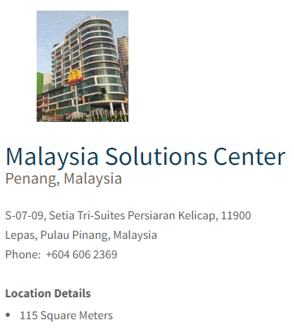 Malaysia Solutions Center
Penang, Malaysia
S-07-09, Setia Tri-Suites Persiaran Kelicap, 11900
Lepas, Pulau Pinang, Malaysia
Phone: +604 606 2369
Location Details
• 115 Square Meters